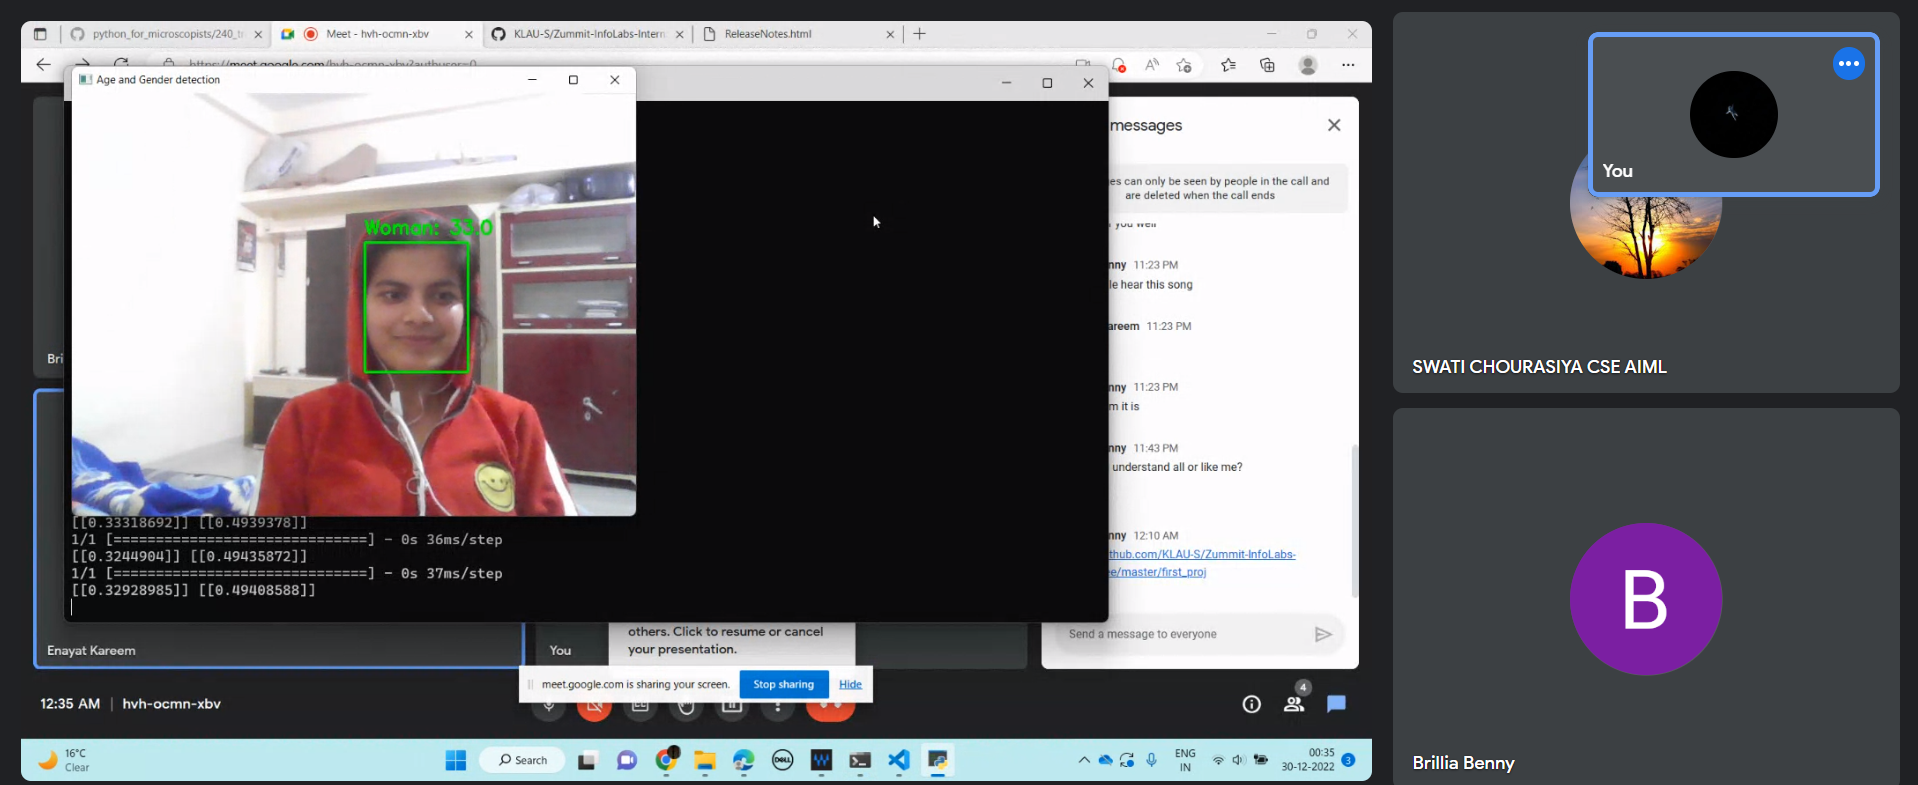 python_for_microscopists/240_tr
Meet - hvh-ocmn-xbv
KLAU-S/Zummit-InfoLabs-Intern
ReleaseNotes.html
https://meet.google.com/hvh-ocmn-xbv?authuser=0
Age and Gender detection
Woman: 33.0
[[0.33318692]] [[0.4939378]]
1/1 [==============================] - 0s 36ms/step
[[0.3244904]] [[0.49435872]]
1/1 [==============================] - 0s 37ms/step
[[0.32928985]] [[0.49408588]]
Bri
Enayat Kareem
You
others. Click to resume or cancel
your presentation.
meet.google.com is sharing your screen.
Stop sharing
Hide
messages
es can only be seen by people in the call and
are deleted when the call ends
you well
nny 11:23 PM
le hear this song
areem 11:23 PM
nny 11:23 PM
m it is
nny 11:43 PM
understand all or like me?
nny 12:10 AM
thub.com/KLAU-S/Zummit-InfoLabs-
ee/master/first_proj
Send a message to everyone
12:35 AM | hvh-ocmn-xbv
4
16°C
Clear
Search
DELL
ENG
IN
00:35
30-12-2022
3
You
SWATI CHOURASIYA CSE AIML
B
Brillia Benny